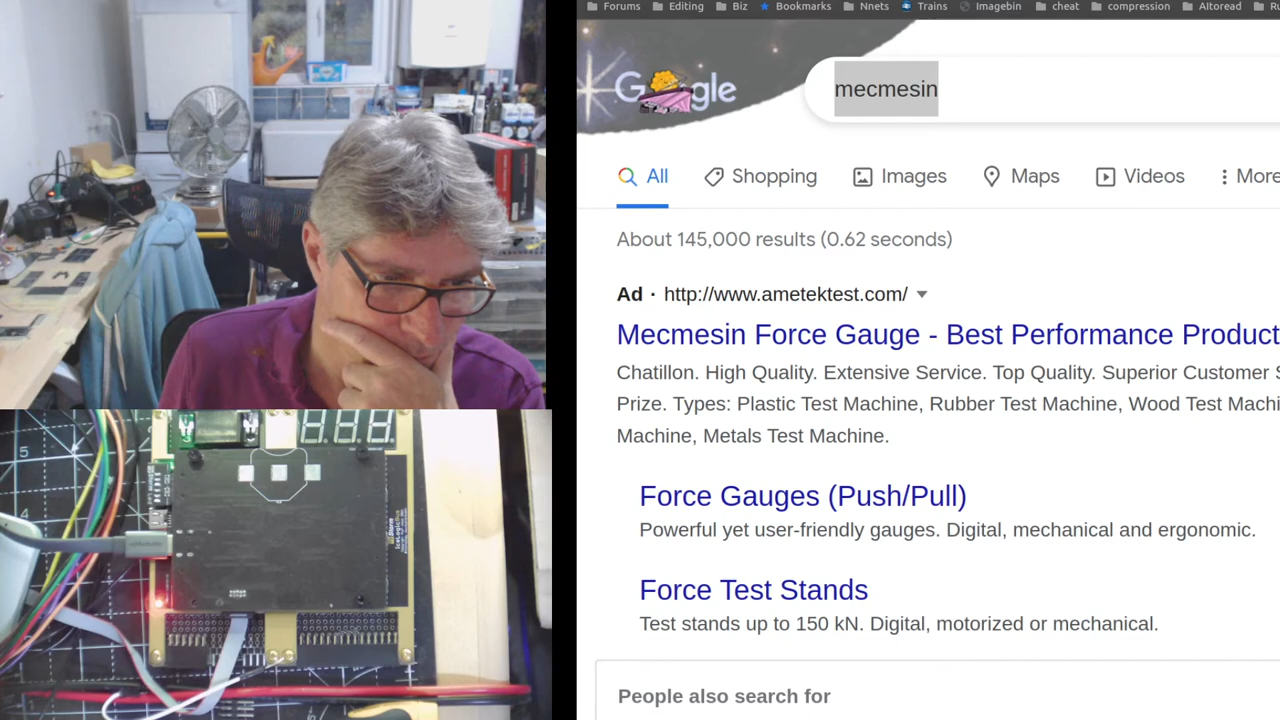 Forums
Editing
Biz
Bookmarks
Nnets
Trains
Imagebin
cheat
compression
AItoread
G gle
mecmesin
All
Shopping
Images
Maps
Videos
More
About 145,000 results (0.62 seconds)
Ad · http://www.ametektest.com/
Mecmesin Force Gauge - Best Performance Product
Chatillon. High Quality. Extensive Service. Top Quality. Superior Customer S
Prize. Types: Plastic Test Machine, Rubber Test Machine, Wood Test Machi
Machine, Metals Test Machine.
Force Gauges (Push/Pull)
Powerful yet user-friendly gauges. Digital, mechanical and ergonomic.
Force Test Stands
Test stands up to 150 kN. Digital, motorized or mechanical.
People also search for
5
4